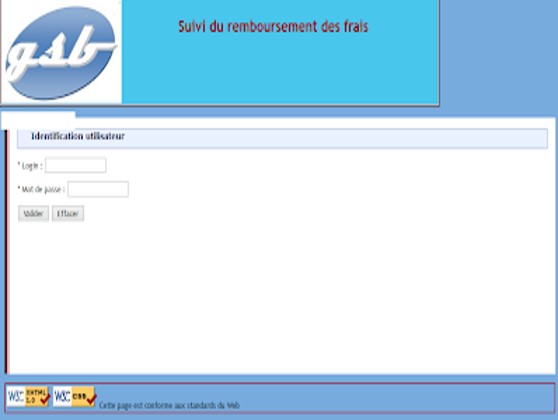 gsb
Suivi du remboursement des frais
Identification utilisateur
* Login :
* Mot de passe :
Valider Effacer
W3C XHTML 1.0 W3C css Cette page est conforme aux standards du Web